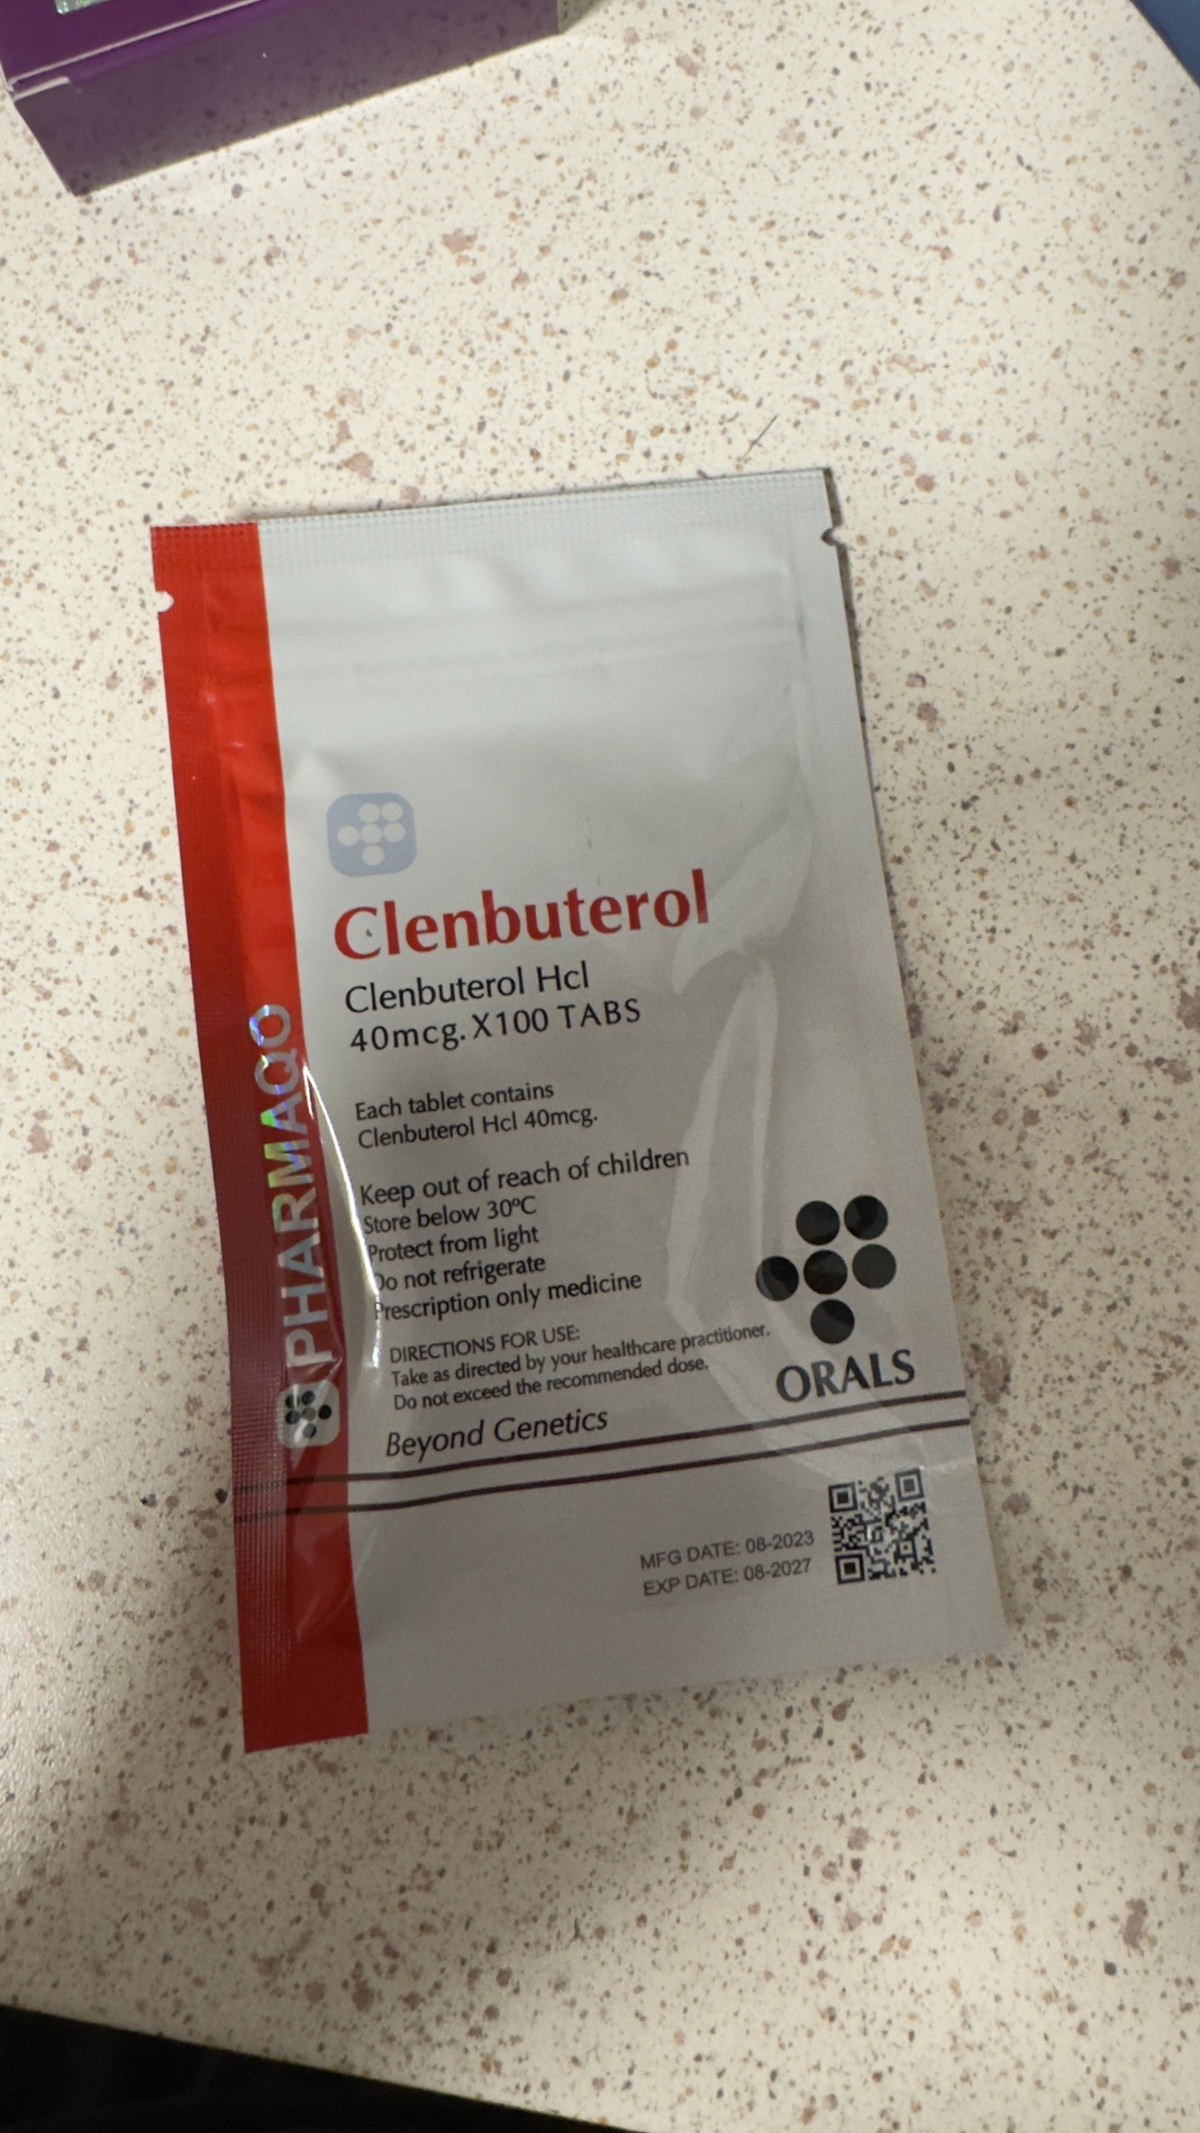 Clenbuterol
Clenbuterol Hcl
40mcg. X100 TABS
Each tablet contains
Clenbuterol Hcl 40mcg.
Keep out of reach of children
Store below 30ºC
Protect from light
Do not refrigerate
Prescription only medicine
DIRECTIONS FOR USE:
Take as directed by your healthcare practitioner.
Do not exceed the recommended dose.
Beyond Genetics
ORALS
MFG DATE: 08-2023
EXP DATE: 08-2027
PHARMAQO